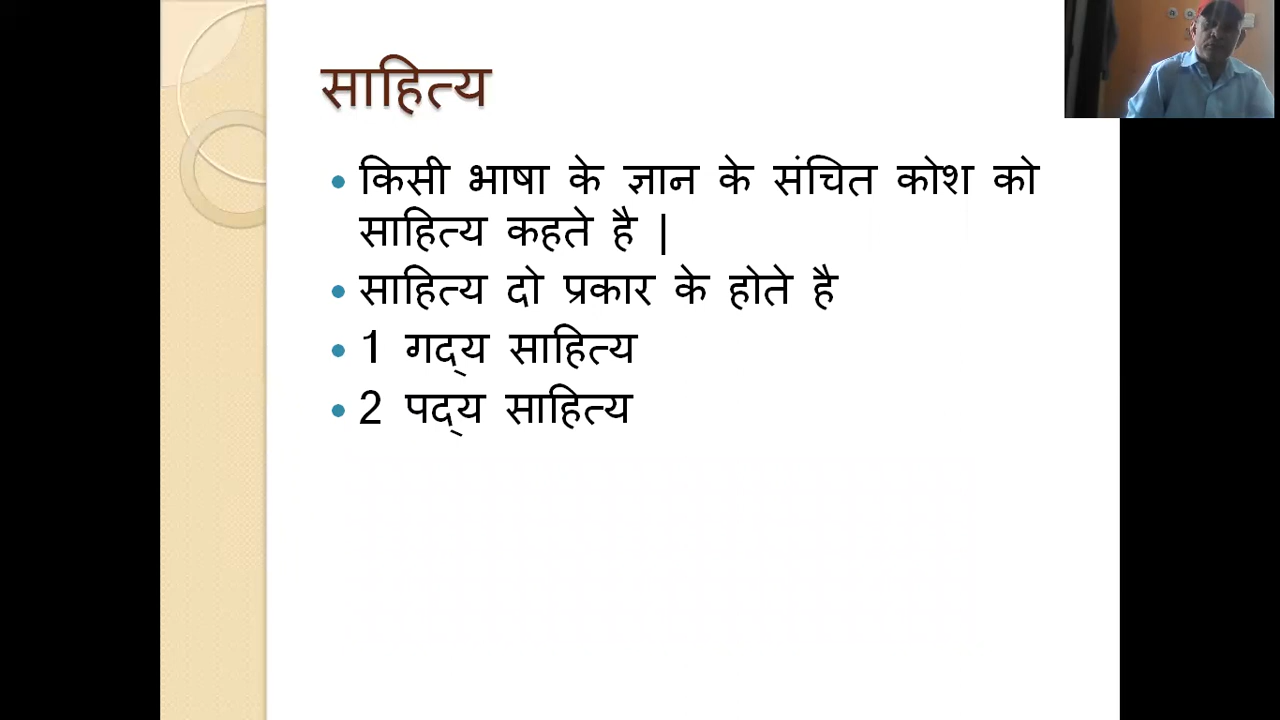 साहित्य
• किसी भाषा के ज्ञान के संचित कोश को
साहित्य कहते है |
• साहित्य दो प्रकार के होते है
• 1 गद्‌य साहित्य
• 2 पद्‌य साहित्य